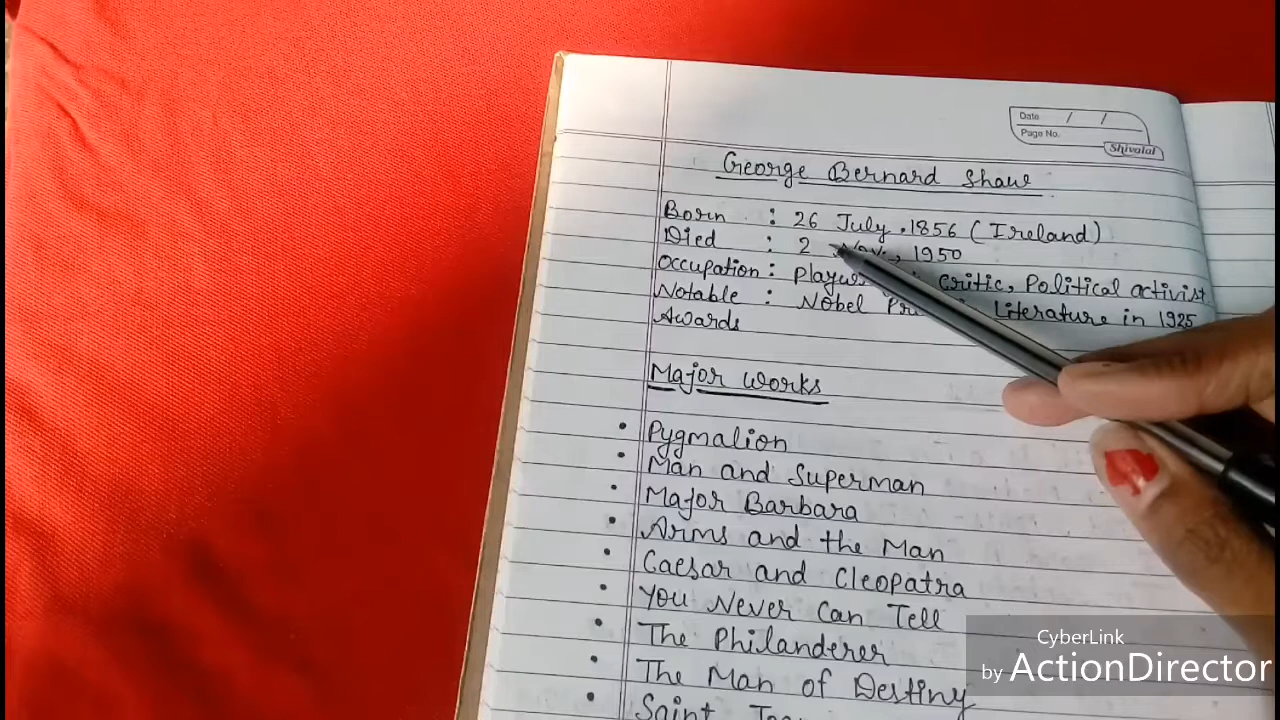 Date / /
Page No.
Shivalal
George Bernard Shaw
Born : 26 July, 1856 (Ireland)
Died : 2 Nov., 1950
Occupation : critic, Political activist
Notable : Nobel Literature in 1925
Awards
Major Works
• Pygmalion
• Man and Superman
• Major Barbara
• Arms and the Man
• Caesar and Cleopatra
• You Never Can Tell
• The Philanderer
• The Man of Destiny
• Saint
CyberLink
by ActionDirector